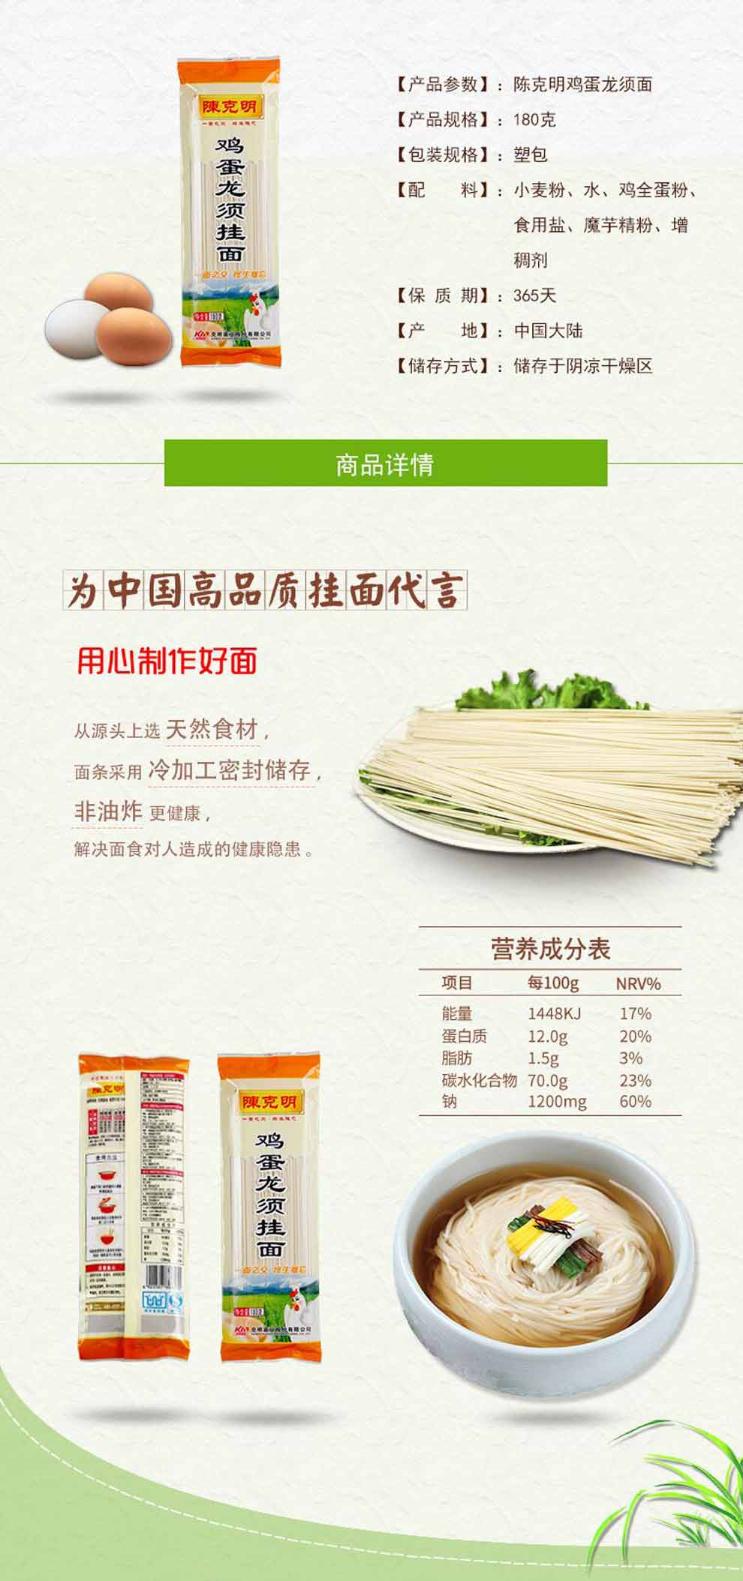 陳克明
鸡蛋龙须挂面
【产品参数】：陈克明鸡蛋龙须面
【产品规格】：180克
【包装规格】：塑包
【配　　料】：小麦粉、水、鸡全蛋粉、
食用盐、魔芋精粉、增
稠剂
【保 质 期】：365天
【产　　地】：中国大陆
【储存方式】：储存于阴凉干燥区
商品详情
为中国高品质挂面代言
用心制作好面
从源头上选 天然食材，
面条采用 冷加工密封储存，
非油炸 更健康，
解决面食对人造成的健康隐患。
营养成分表
项目 每100g NRV%
能量 1448KJ 17%
蛋白质 12.0g 20%
脂肪 1.5g 3%
碳水化合物 70.0g 23%
钠 1200mg 60%
陳克明
陳克明
鸡蛋龙须挂面